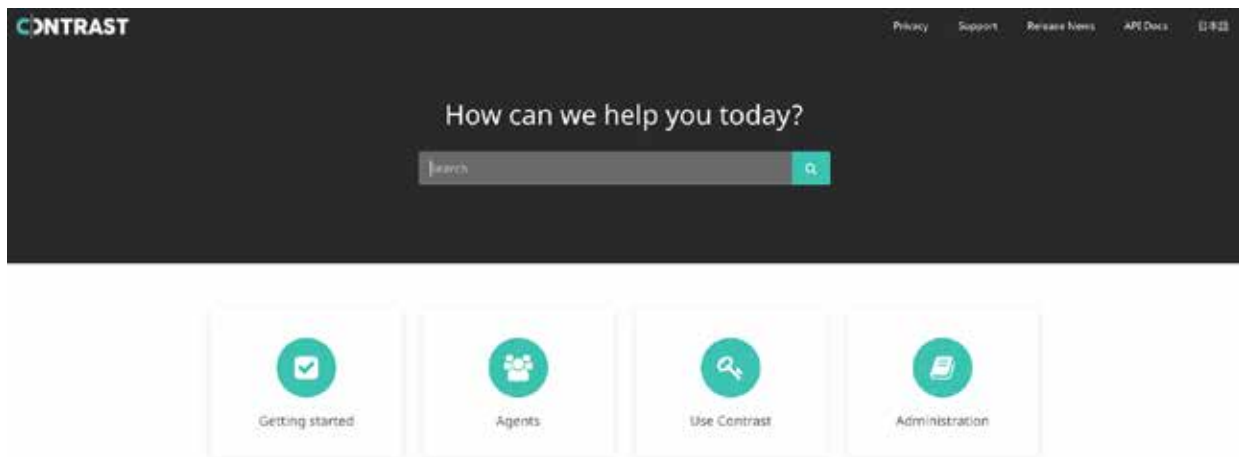 CONTRAST
Privacy Support Release News API Docs 日本語
How can we help you today?
Search
Getting started
Agents
Use Contrast
Administration